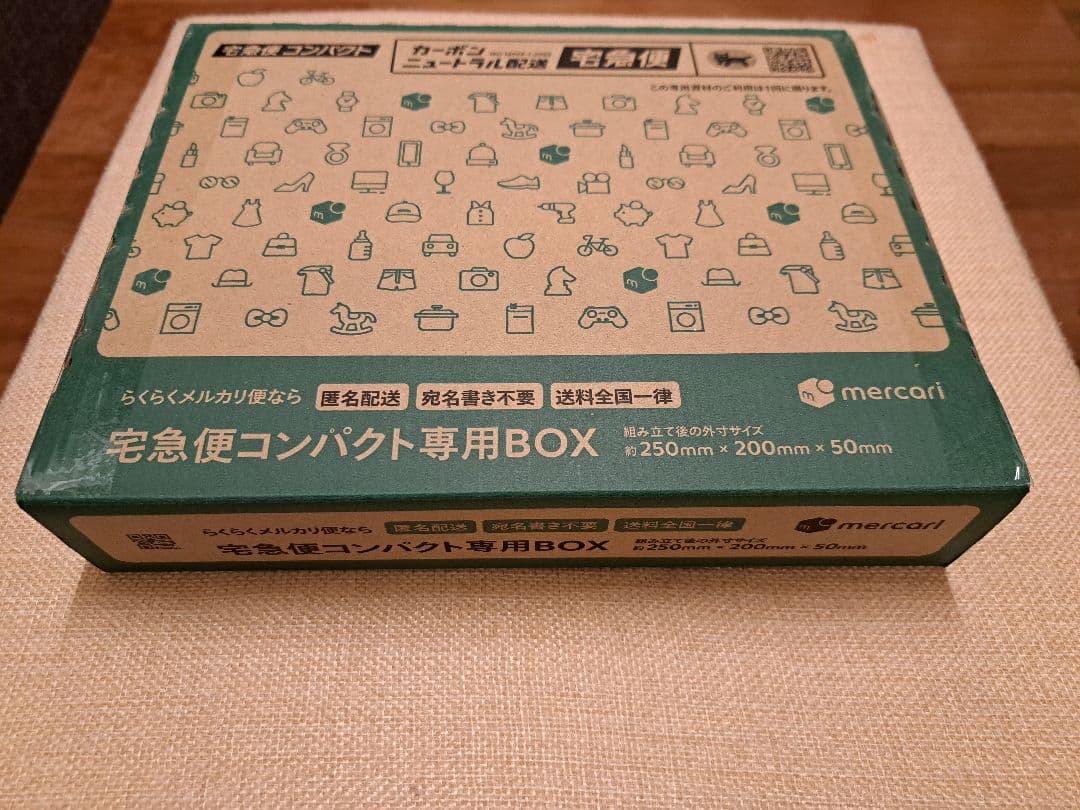 宅急便コンパクト
カーボン
ニュートラル配送
宅急便
この専用資材のご利用は1回に限ります。
らくらくメルカリ便なら 匿名配送 宛名書き不要 送料全国一律
mercari
宅急便コンパクト専用BOX
組み立て後の外寸サイズ
約250mm×200mm×50mm
らくらくメルカリ便なら 匿名配送 宛名書き不要 送料全国一律
mercari
宅急便コンパクト専用BOX
組み立て後の外寸サイズ
約250mm×200mm×50mm